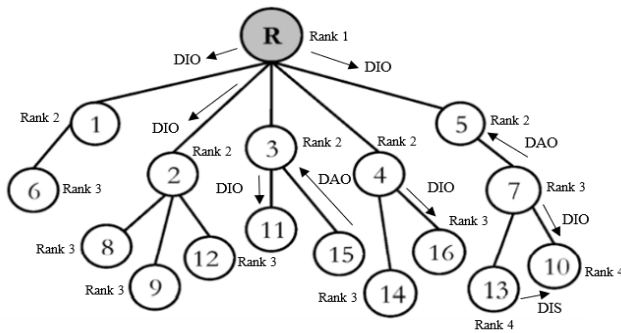 R
Rank 1
DIO
DIO
Rank 2
1
DIO
5
Rank 2
3
Rank 2
Rank 2
DAO
2
Rank 2
4
6
Rank 3
DIO
DAO
DIO
7
Rank 3
11
Rank 3
DIO
Rank 3
8
15
16
12
Rank 3
10
Rank 4
Rank 3
9
Rank 3
14
13
DIS
Rank 4